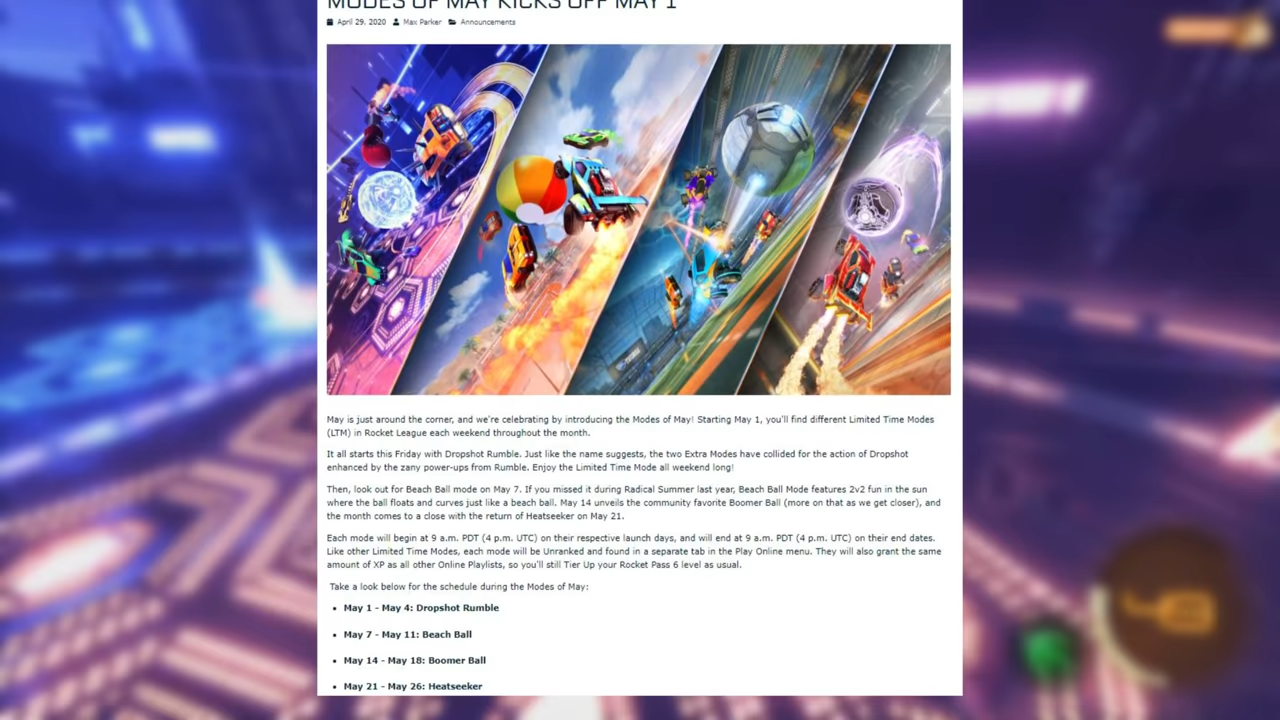 MODES OF MAY KICKS OFF MAY 1
April 29, 2020 Max Parker Announcements
May is just around the corner, and we're celebrating by introducing the Modes of May! Starting May 1, you'll find different Limited Time Modes
(LTM) in Rocket League each weekend throughout the month.
It all starts this Friday with Dropshot Rumble. Just like the name suggests, the two Extra Modes have collided for the action of Dropshot
enhanced by the zany power-ups from Rumble. Enjoy the Limited Time Mode all weekend long!
Then, look out for Beach Ball mode on May 7. If you missed it during Radical Summer last year, Beach Ball Mode features 2v2 fun in the sun
where the ball floats and curves just like a beach ball. May 14 unveils the community favorite Boomer Ball (more on that as we get closer), and
the month comes to a close with the return of Heatseeker on May 21.
Each mode will begin at 9 a.m. PDT (4 p.m. UTC) on their respective launch days, and will end at 9 a.m. PDT (4 p.m. UTC) on their end dates.
Like other Limited Time Modes, each mode will be Unranked and found in a separate tab in the Play Online menu. They will also grant the same
amount of XP as all other Online Playlists, so you'll still Tier Up your Rocket Pass 6 level as usual.
Take a look below for the schedule during the Modes of May:
• May 1 - May 4: Dropshot Rumble
• May 7 - May 11: Beach Ball
• May 14 - May 18: Boomer Ball
• May 21 - May 26: Heatseeker